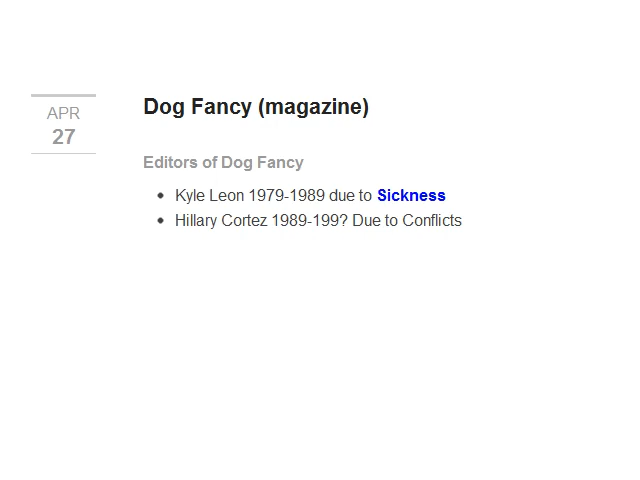 APR
27
Dog Fancy (magazine)
Editors of Dog Fancy
Kyle Leon 1979-1989 due to Sickness
Hillary Cortez 1989-199? Due to Conflicts